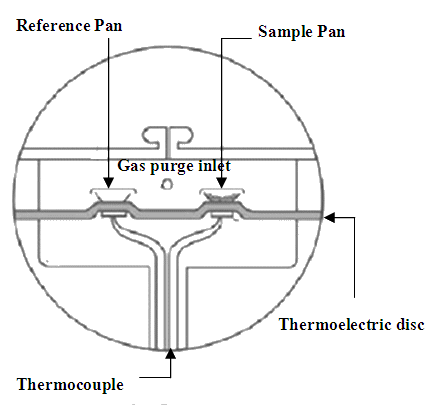 Reference Pan
Sample Pan
Gas purge inlet
Thermoelectric disc
Thermocouple